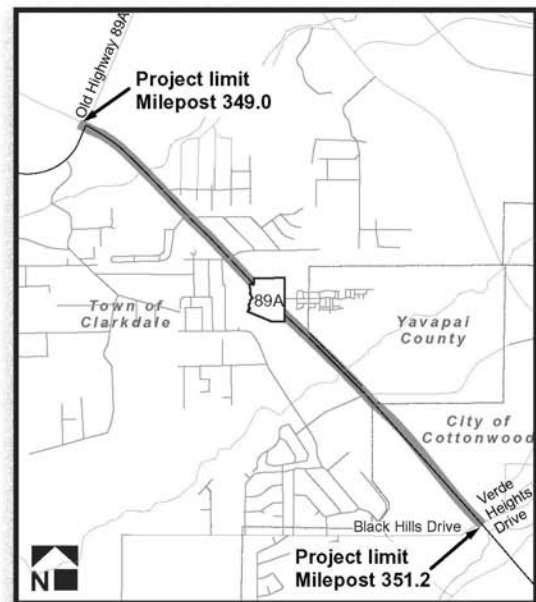 Old Highway 89A
Project limit
Milepost 349.0
89A
Town of
Clarkdale
Yavapai
County
City of
Cottonwood
Verde
Heights
Drive
Black Hills Drive
Project limit
Milepost 351.2
N